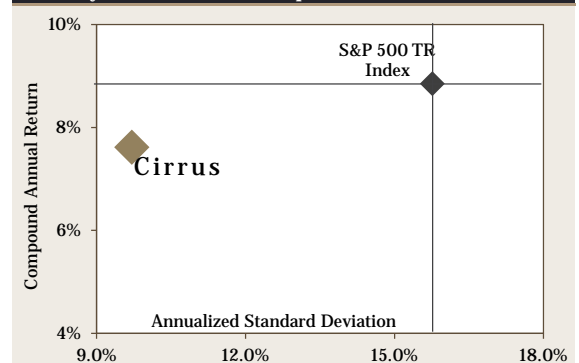 10%
S&P 500 TR
Index
8%
Cirrus
6%
Compound Annual Return
Annualized Standard Deviation
4%
9.0% 12.0% 15.0% 18.0%